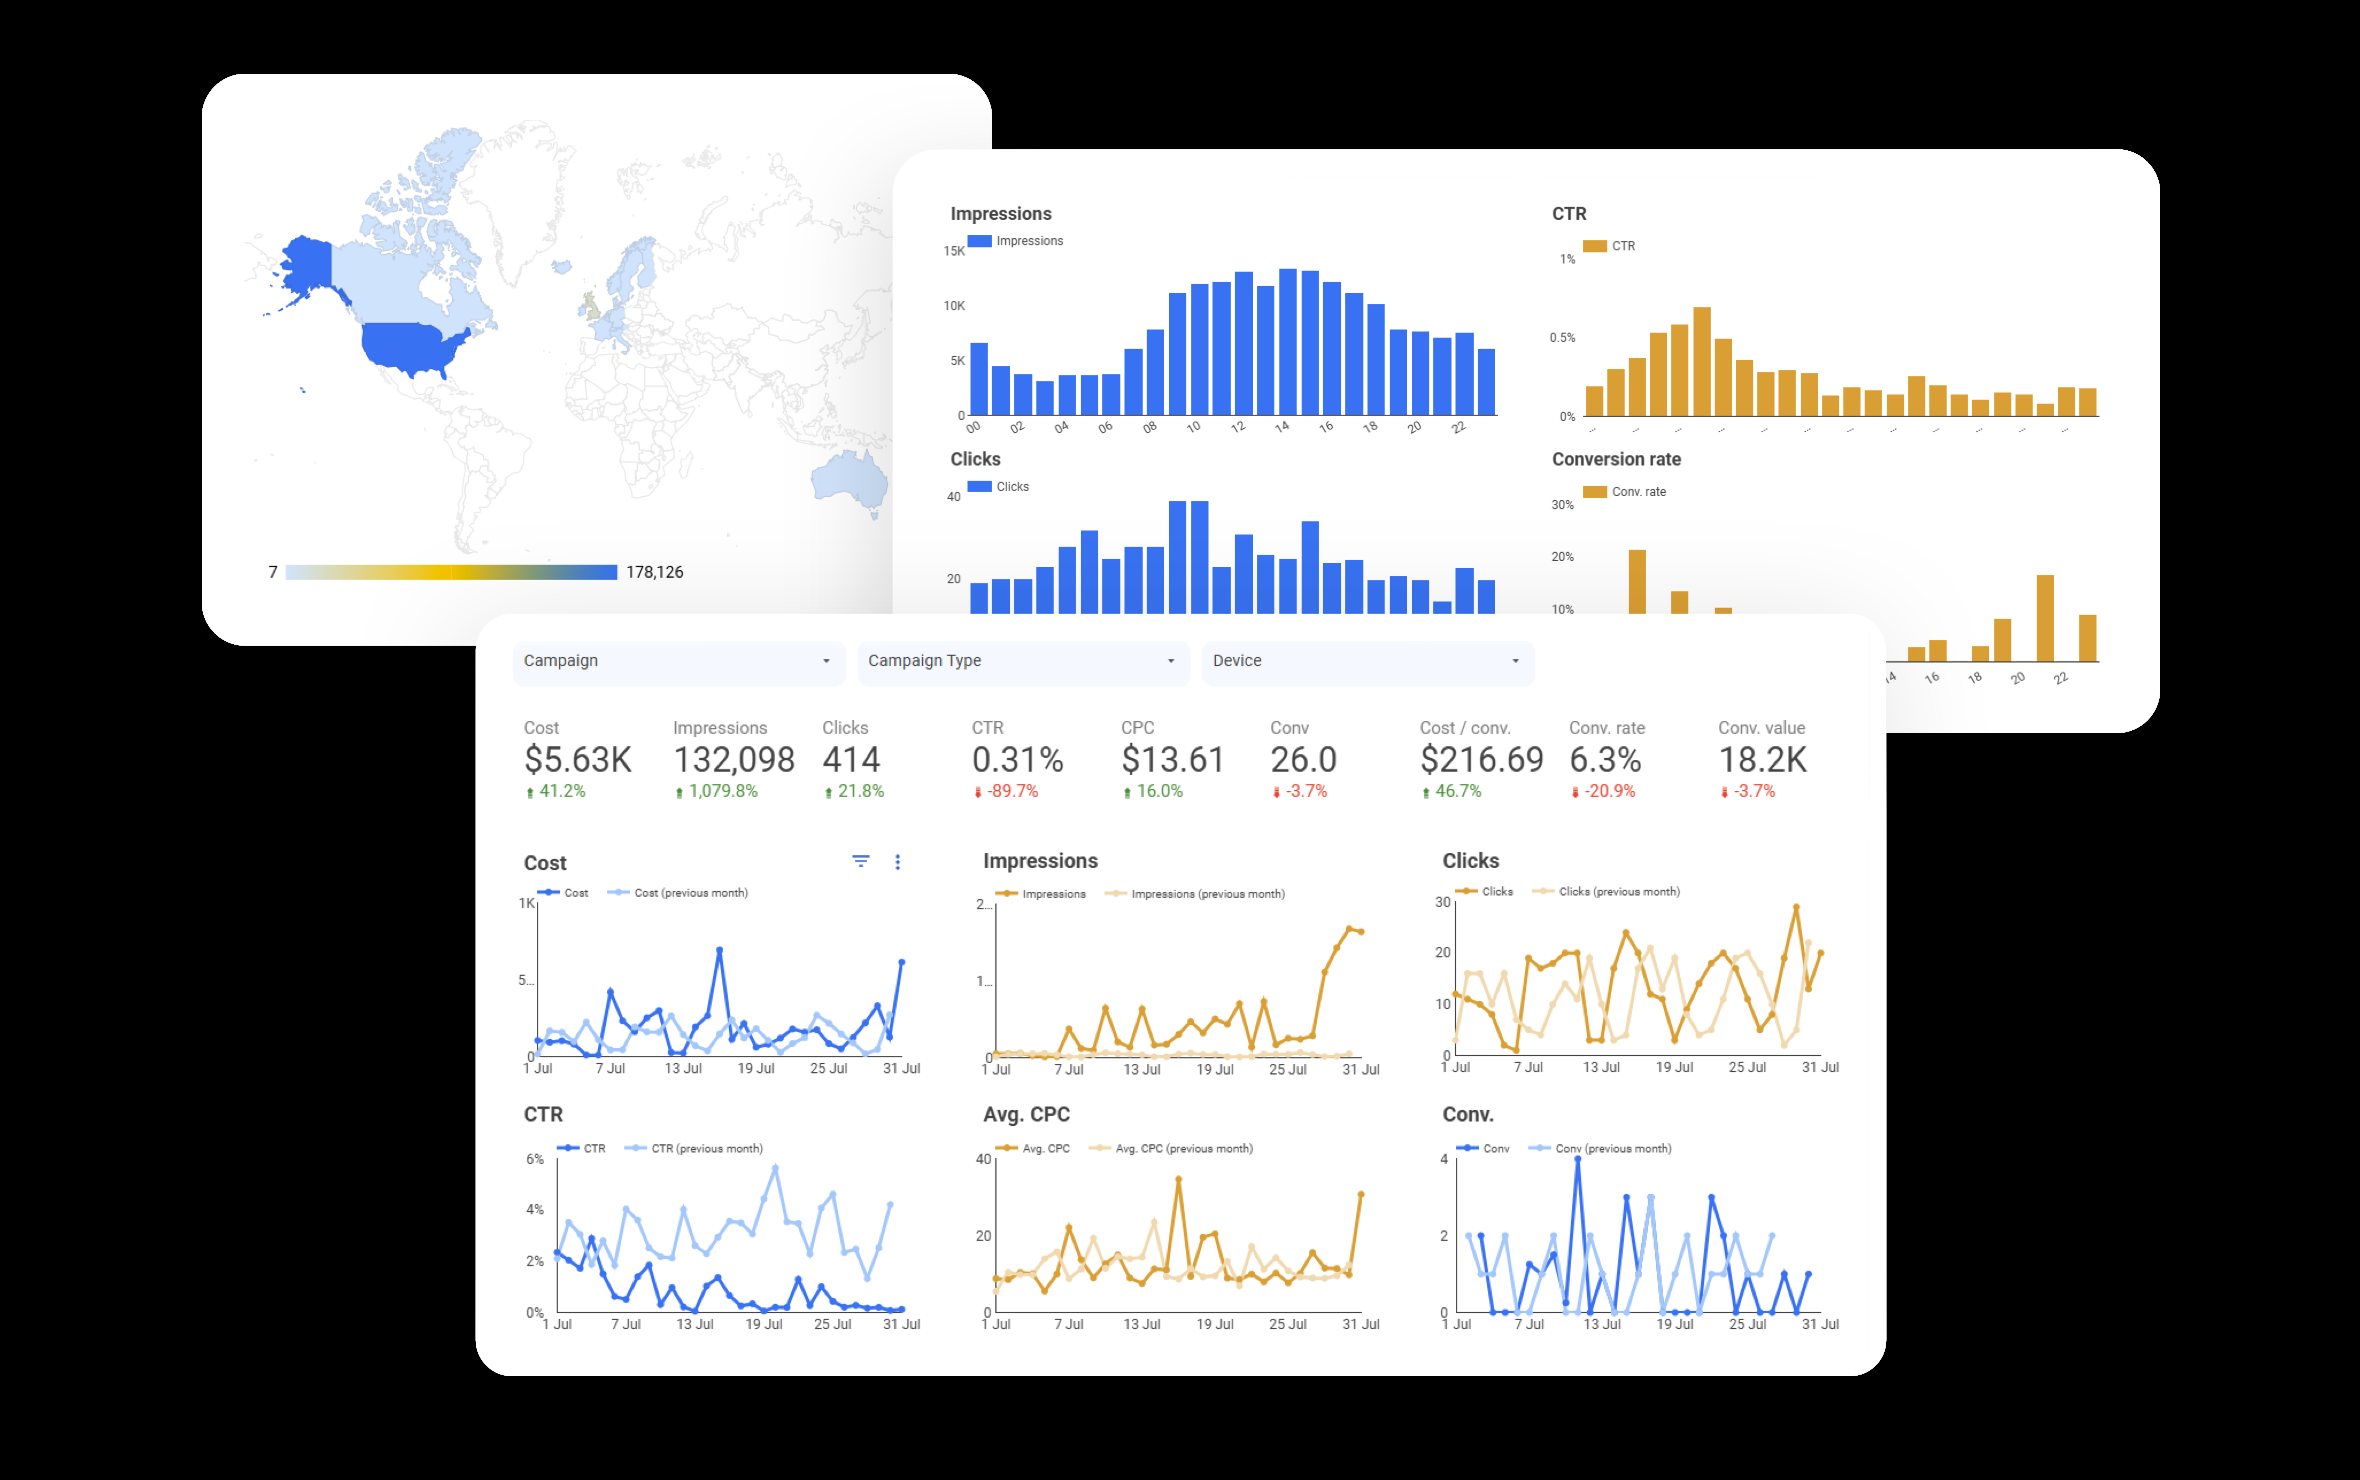 7 178,126
Impressions
Impressions
15K
10K
5K
0
00 02 04 06 08 10 12 14 16 18 20 22
CTR
CTR
1%
0.5%
0%
... ... ... ... ... ... ... ... ... ... ... ...
Clicks
Clicks
40
20
Conversion rate
Conv. rate
30%
20%
10%
14 16 18 20 22
Campaign Campaign Type Device
Cost Impressions Clicks CTR CPC Conv Cost / conv. Conv. rate Conv. value
$5.63K 132,098 414 0.31% $13.61 26.0 $216.69 6.3% 18.2K
41.2% 1,079.8% 21.8% -89.7% 16.0% -3.7% 46.7% -20.9% -3.7%
Cost
Cost Cost (previous month)
1K
5...
0
1 Jul 7 Jul 13 Jul 19 Jul 25 Jul 31 Jul
Impressions
Impressions Impressions (previous month)
2...
1...
0
1 Jul 7 Jul 13 Jul 19 Jul 25 Jul 31 Jul
Clicks
Clicks Clicks (previous month)
30
20
10
0
1 Jul 7 Jul 13 Jul 19 Jul 25 Jul 31 Jul
CTR
CTR CTR (previous month)
6%
4%
2%
0%
1 Jul 7 Jul 13 Jul 19 Jul 25 Jul 31 Jul
Avg. CPC
Avg. CPC Avg. CPC (previous month)
40
20
0
1 Jul 7 Jul 13 Jul 19 Jul 25 Jul 31 Jul
Conv.
Conv Conv (previous month)
4
2
0
1 Jul 7 Jul 13 Jul 19 Jul 25 Jul 31 Jul